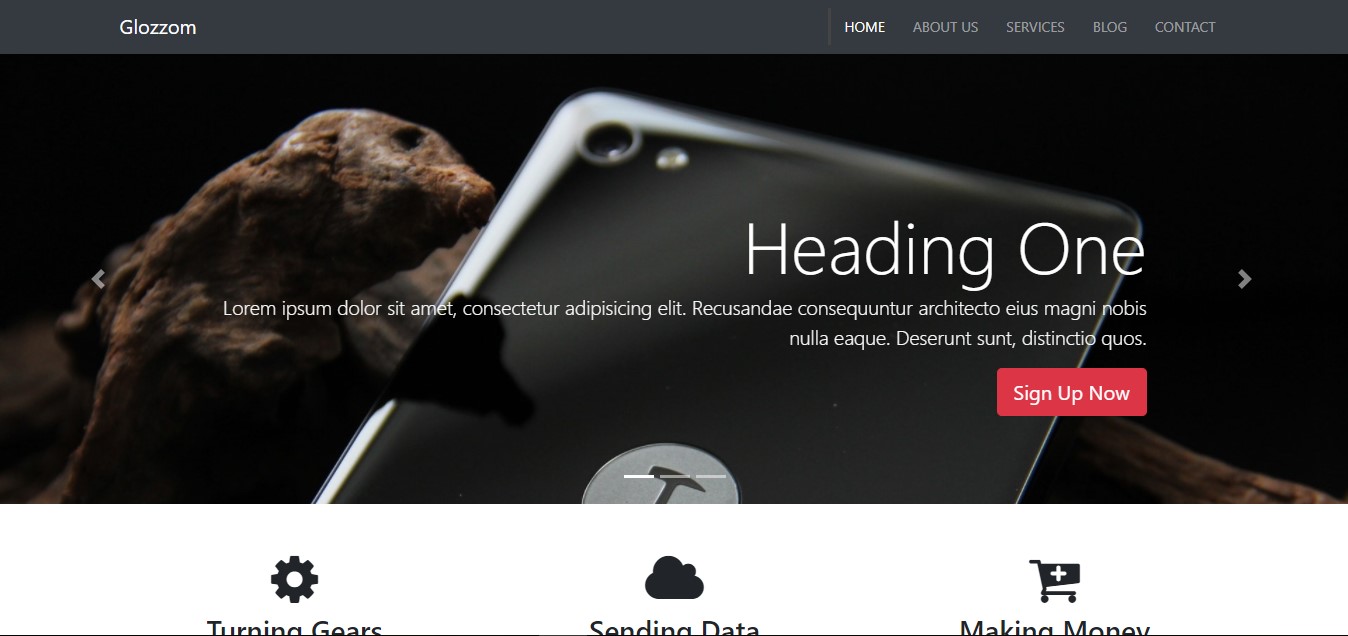 Glozzom
HOME ABOUT US SERVICES BLOG CONTACT
Heading One
Lorem ipsum dolor sit amet, consectetur adipisicing elit. Recusandae consequuntur architecto eius magni nobis
nulla eaque. Deserunt sunt, distinctio quos.
Sign Up Now
Turning Gears
Sending Data
Making Money